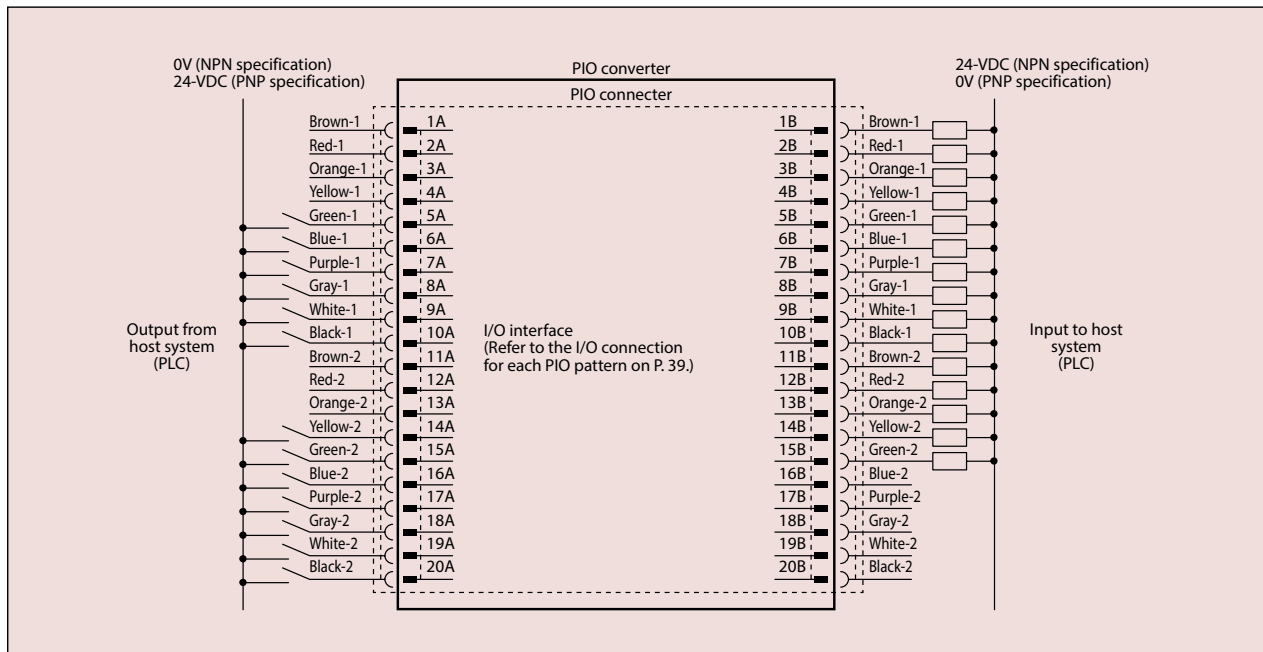 0V (NPN specification)
24-VDC (PNP specification)
PIO converter
PIO connecter
24-VDC (NPN specification)
0V (PNP specification)
Brown-1 1A 1B Brown-1
Red-1 2A 2B Red-1
Orange-1 3A 3B Orange-1
Yellow-1 4A 4B Yellow-1
Green-1 5A 5B Green-1
Blue-1 6A 6B Blue-1
Purple-1 7A 7B Purple-1
Gray-1 8A 8B Gray-1
White-1 9A 9B White-1
Black-1 10A 10B Black-1
Brown-2 11A 11B Brown-2
Red-2 12A 12B Red-2
Orange-2 13A 13B Orange-2
Yellow-2 14A 14B Yellow-2
Green-2 15A 15B Green-2
Blue-2 16A 16B Blue-2
Purple-2 17A 17B Purple-2
Gray-2 18A 18B Gray-2
White-2 19A 19B White-2
Black-2 20A 20B Black-2
Output from
host system
(PLC)
I/O interface
(Refer to the I/O connection
for each PIO pattern on P. 39.)
Input to host
system
(PLC)